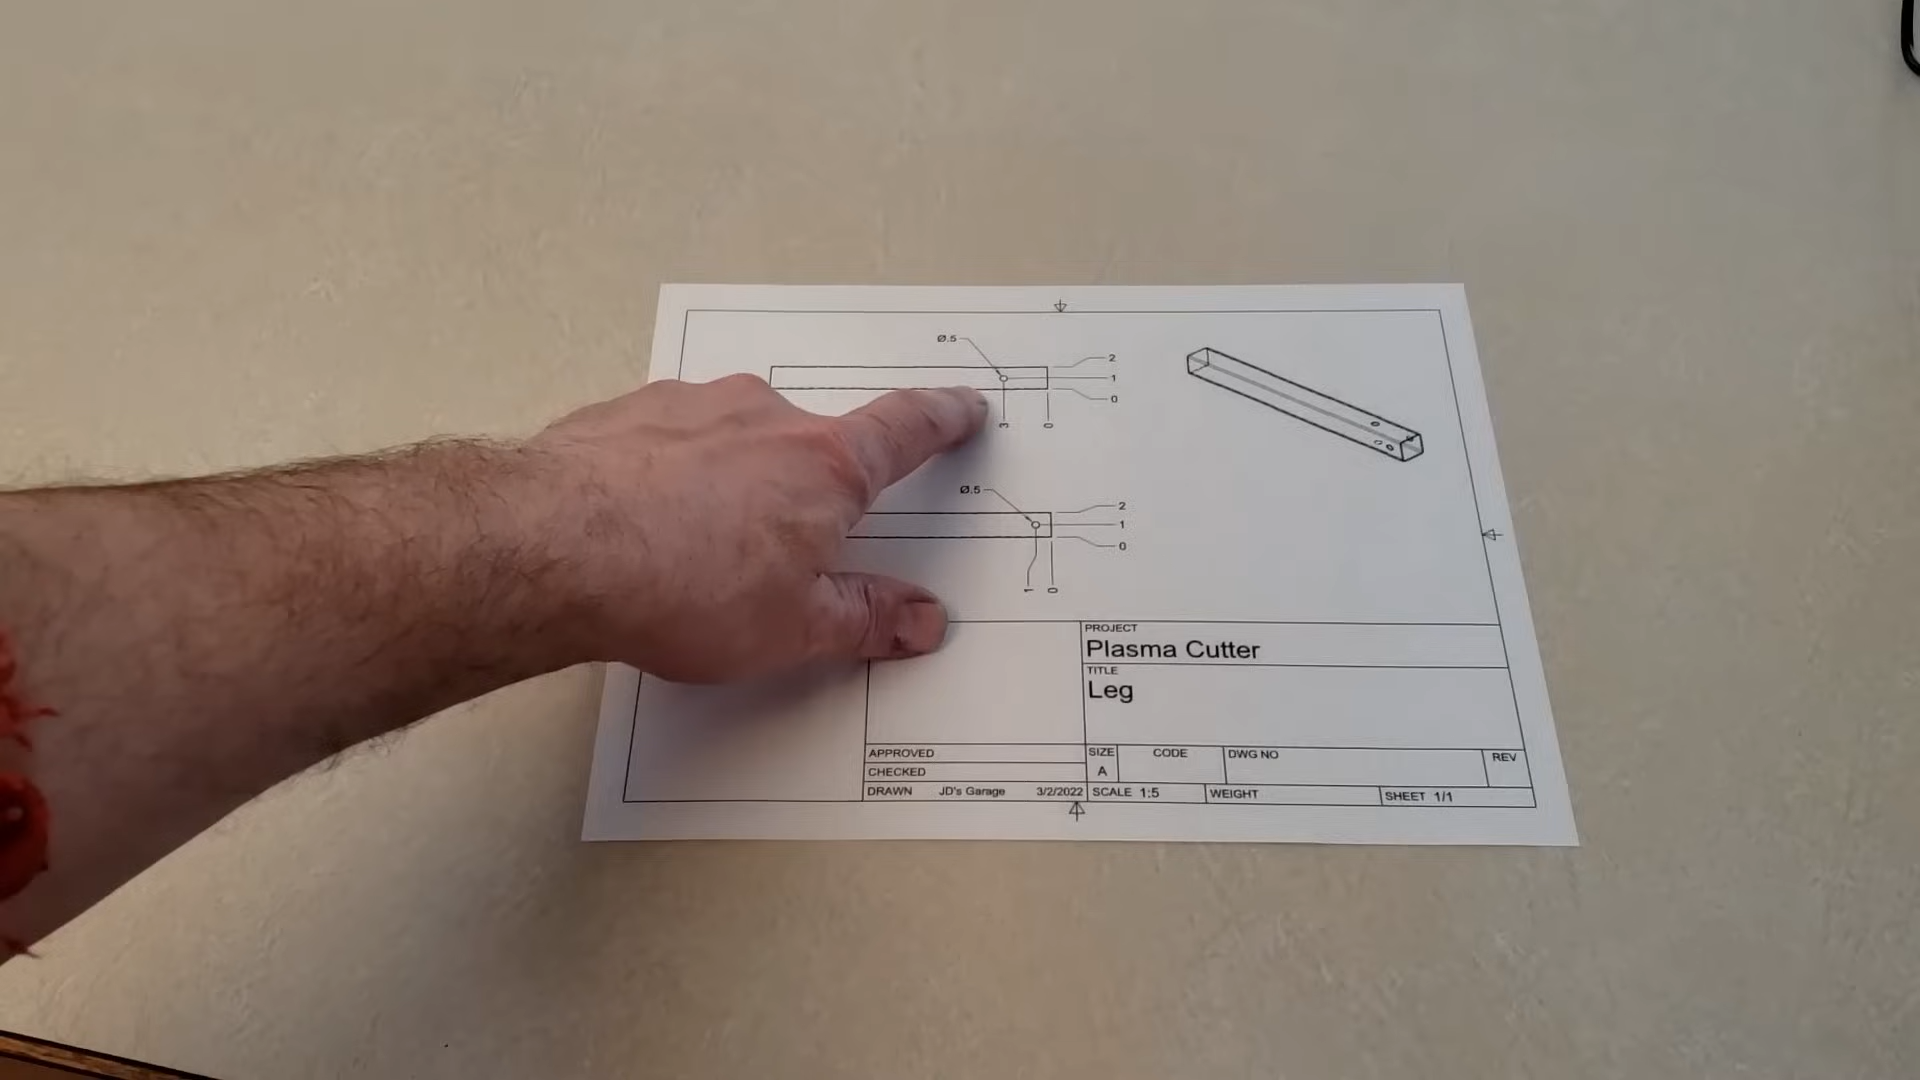 Ø.5
2
1
0
3 0
Ø.5
2
1
0
1 0
PROJECT
Plasma Cutter
TITLE
Leg
APPROVED
CHECKED
DRAWN JD's Garage 3/2/2022
SIZE A
CODE
DWG NO
REV
SCALE 1:5
WEIGHT
SHEET 1/1